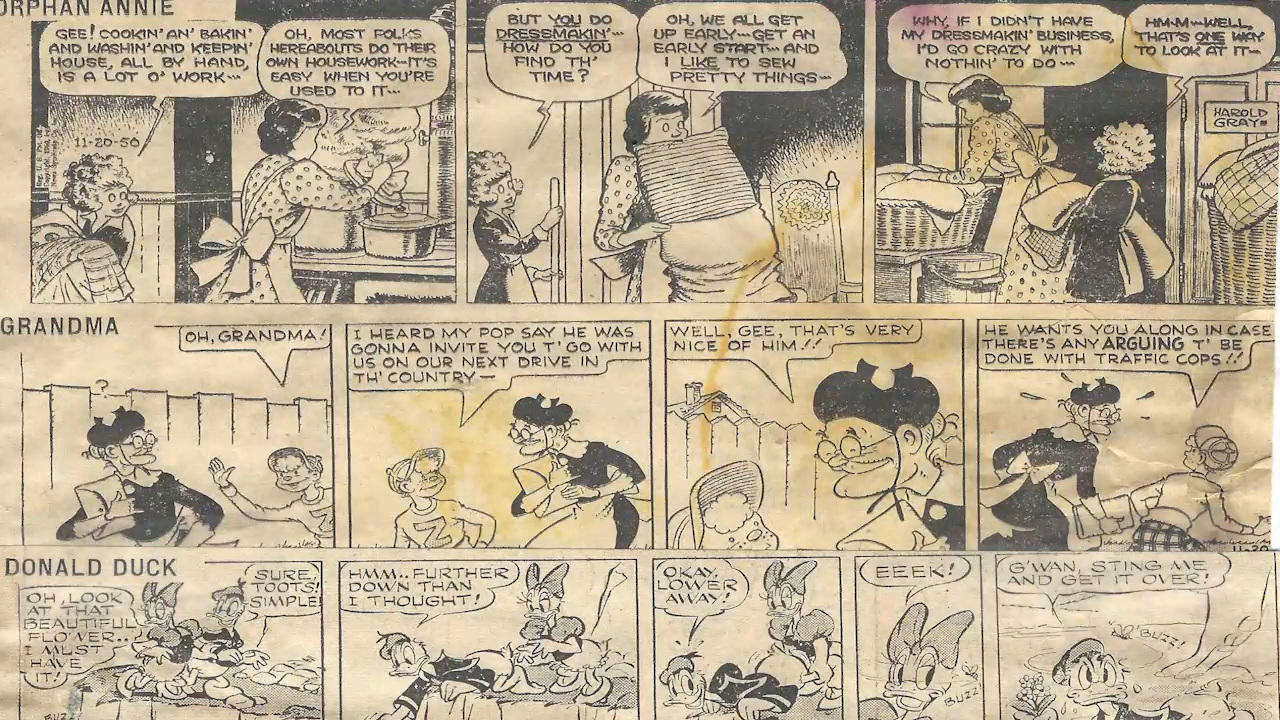 ORPHAN ANNIE
GEE! COOKIN' AN' BAKIN'
AND WASHIN' AND KEEPIN'
HOUSE, ALL BY HAND,
IS A LOT O' WORK---
OH, MOST FOLKS
HEREABOUTS DO THEIR
OWN HOUSEWORK--IT'S
EASY WHEN YOU'RE
USED TO IT---
11-20-56
BUT YOU DO
DRESSMAKIN'---
HOW DO YOU
FIND TH'
TIME?
OH, WE ALL GET
UP EARLY---GET AN
EARLY START---AND
I LIKE TO SEW
PRETTY THINGS---
WHY, IF I DIDN'T HAVE
MY DRESSMAKIN' BUSINESS,
I'D GO CRAZY WITH
NOTHIN' TO DO---
HM-M--WELL,
THAT'S ONE WAY
TO LOOK AT IT--
HAROLD
GRAY
GRANDMA
OH, GRANDMA!
?
I HEARD MY POP SAY HE WAS
GONNA INVITE YOU T' GO WITH
US ON OUR NEXT DRIVE IN
TH' COUNTRY—
Z
WELL, GEE, THAT'S VERY
NICE OF HIM!!
HE WANTS YOU ALONG IN CASE
THERE'S ANY ARGUING T' BE
DONE WITH TRAFFIC COPS!!
11-20
DONALD DUCK
OH, LOOK
AT THAT
BEAUTIFUL
FLOWER..
I MUST
HAVE
IT!
SURE,
TOOTS!
SIMPLE!
BUZZ
HMM.. FURTHER
DOWN THAN
I THOUGHT!
OKAY,
LOWER
AWAY!
EEEK!
BUZZ!
G'WAN, STING ME
AND GET IT OVER!
BUZZ!